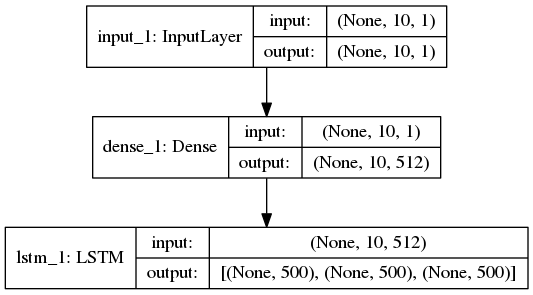 input_1: InputLayer
input: (None, 10, 1)
output: (None, 10, 1)
dense_1: Dense
input: (None, 10, 1)
output: (None, 10, 512)
lstm_1: LSTM
input: (None, 10, 512)
output: [(None, 500), (None, 500), (None, 500)]